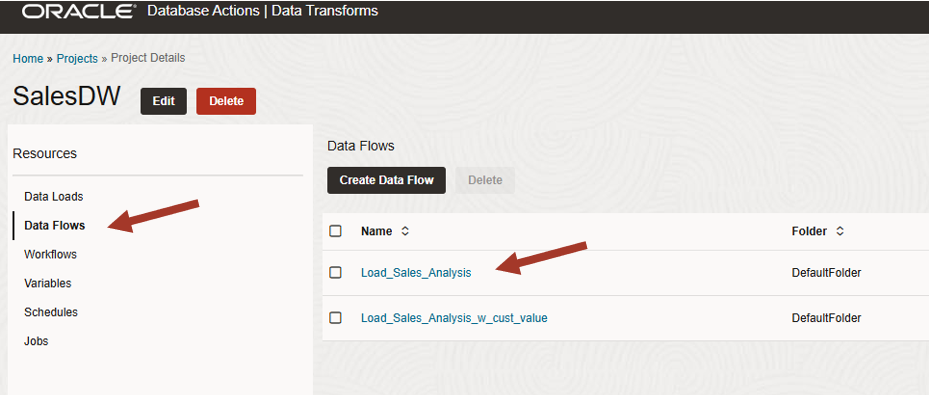 ORACLE® Database Actions | Data Transforms
Home » Projects » Project Details
SalesDW Edit Delete
Resources
Data Loads
Data Flows
Workflows
Variables
Schedules
Jobs
Data Flows
Create Data Flow Delete
Name Folder
Load_Sales_Analysis DefaultFolder
Load_Sales_Analysis_w_cust_value DefaultFolder